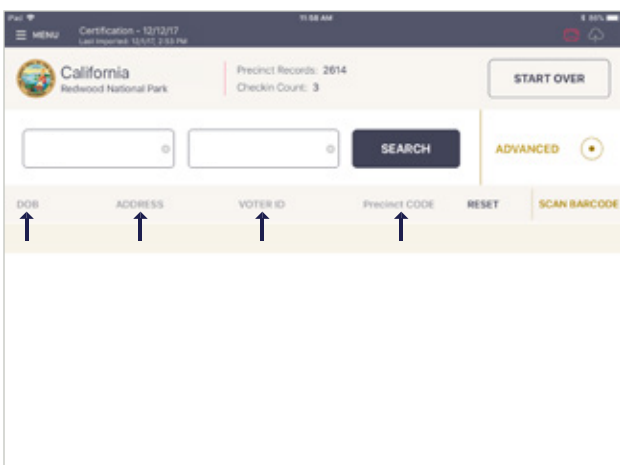 iPad 11:58 AM 80%
MENU Certification - 12/12/17
Last Imported: 12/1/17, 2:53 PM
California Precinct Records: 2614 START OVER
Redwood National Park Checkin Count: 3
SEARCH ADVANCED
DOB ADDRESS VOTER ID Precinct CODE RESET SCAN BARCODE